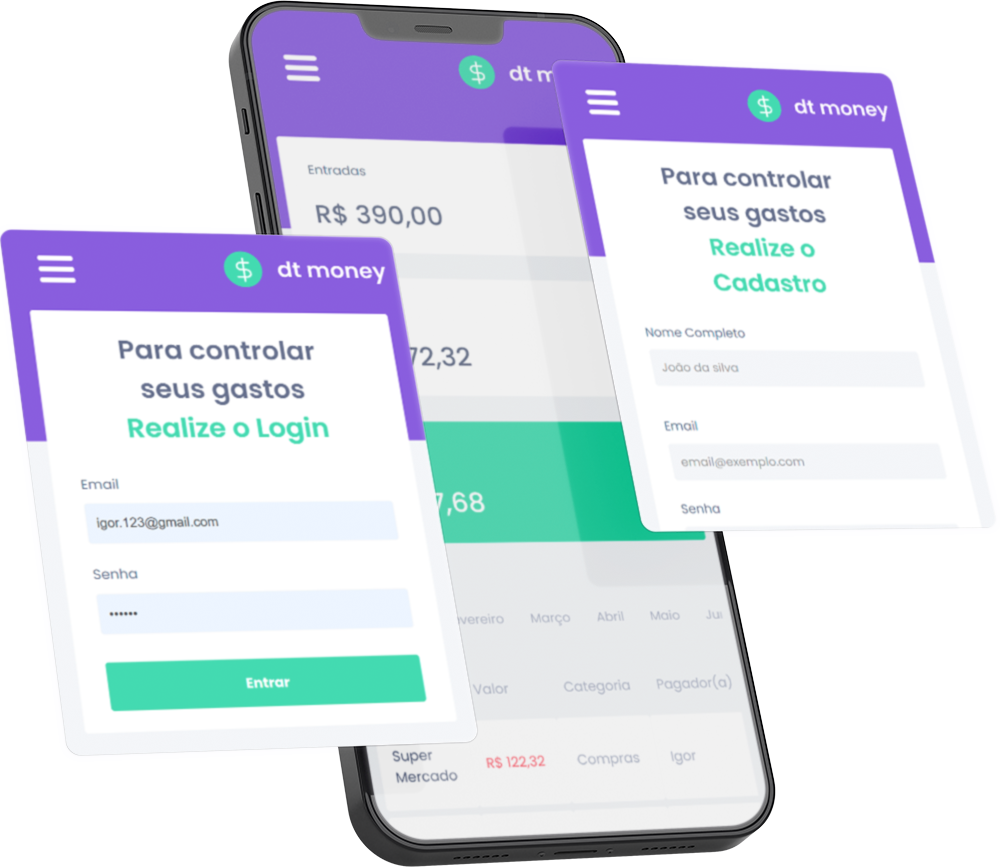 dt m
Entradas
R$ 390,00
72,32
7,68
vereiro Março Abril Maio Ju
Valor Categoria Pagador(a)
Super
Mercado
R$ 122,32 Compras Igor
dt money
Para controlar
seus gastos
Realize o Login
Email
igor.123@gmail.com
Senha
••••••
Entrar
dt money
Para controlar
seus gastos
Realize o
Cadastro
Nome Completo
João da silva
Email
email@exemplo.com
Senha